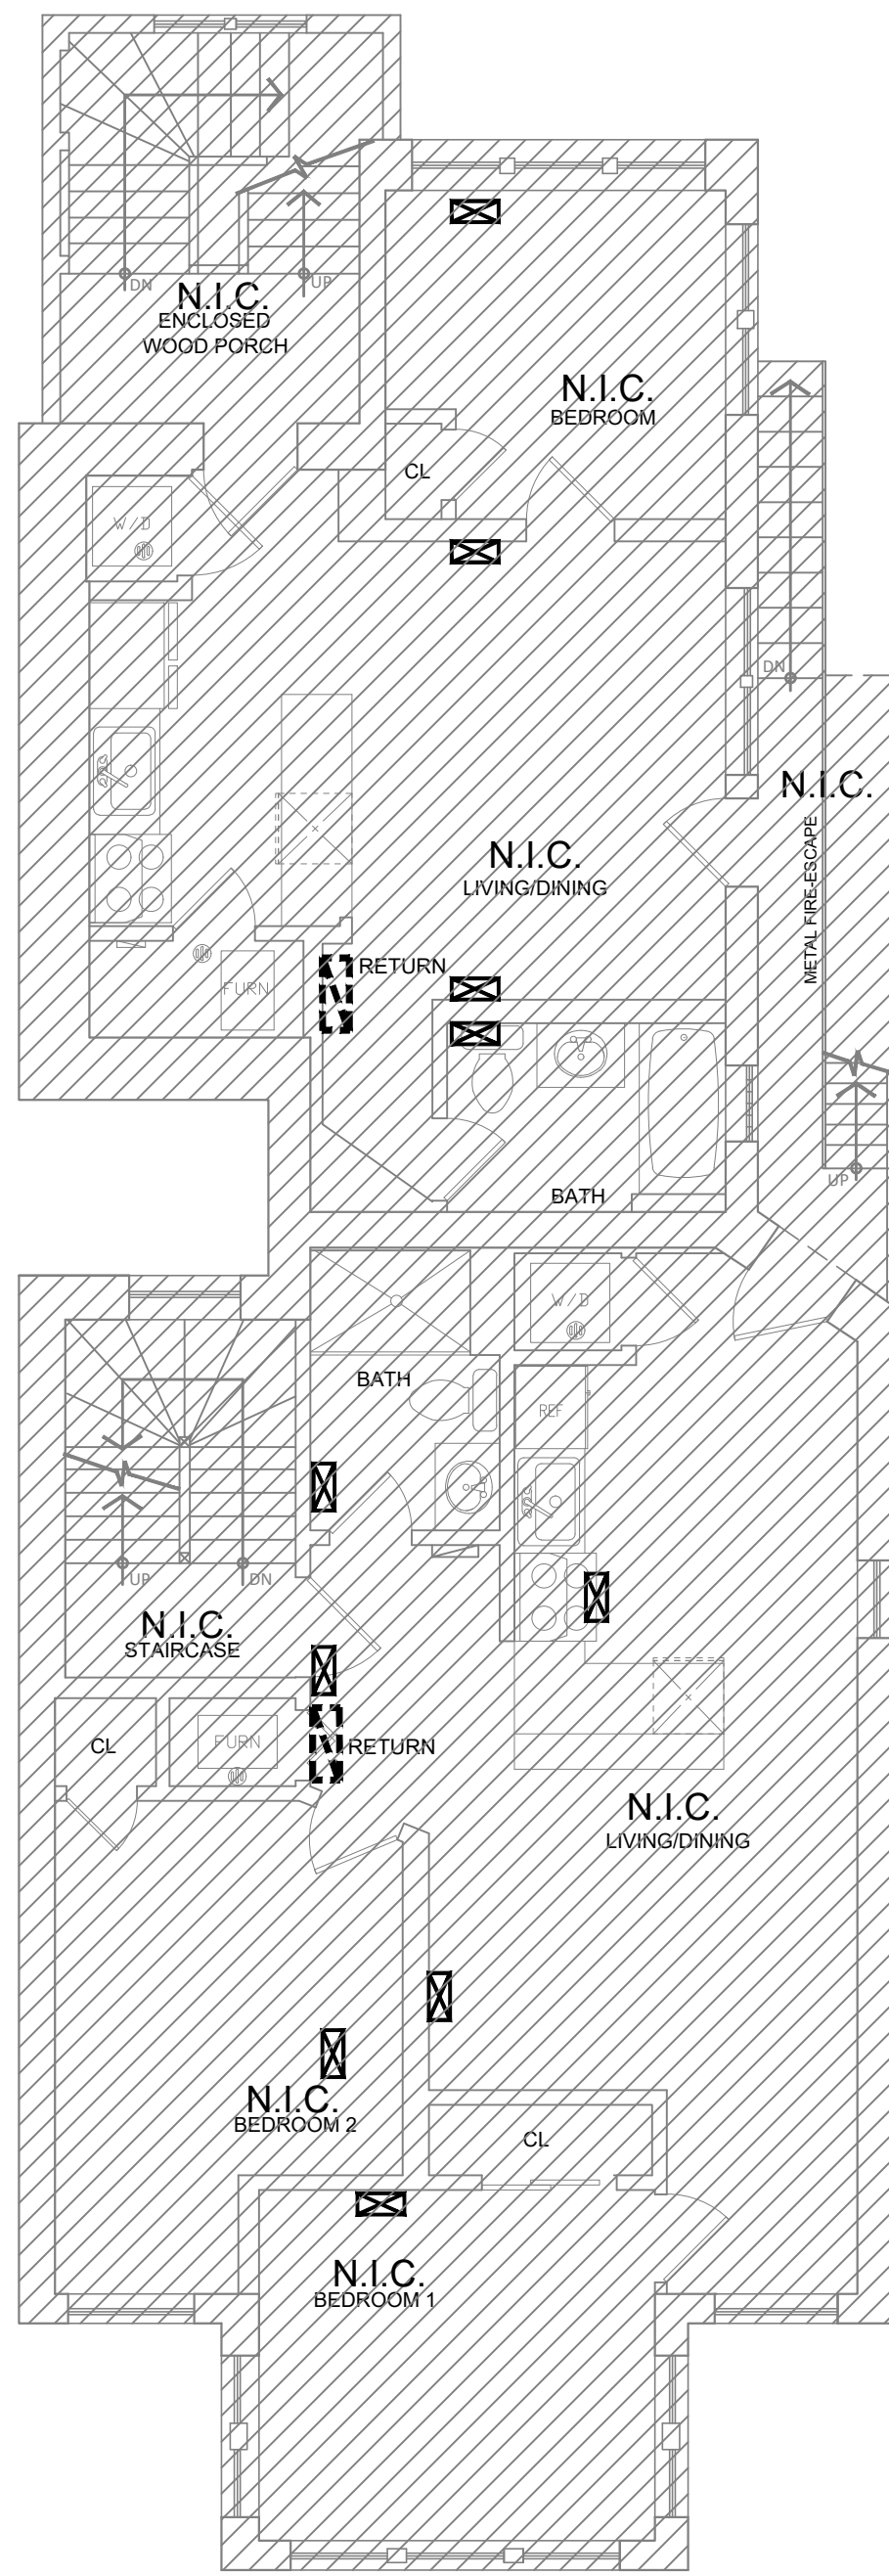 DN
UP
N.I.C.
ENCLOSED
WOOD PORCH
N.I.C.
BEDROOM
CL
W/D
DN
N.I.C.
METAL FIRE-ESCAPE
N.I.C.
LIVING/DINING
RETURN
FURN
UP
BATH
W/D
BATH
REF
UP
DN
N.I.C.
STAIRCASE
CL
FURN
RETURN
N.I.C.
LIVING/DINING
N.I.C.
BEDROOM 2
CL
N.I.C.
BEDROOM 1